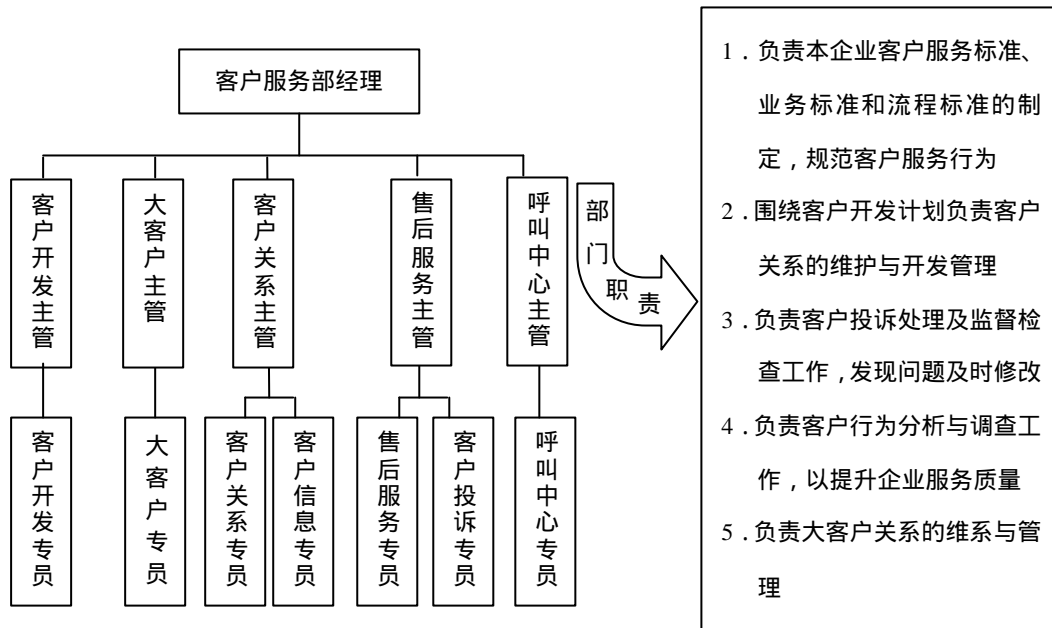 客户服务部经理
客户开发主管
大客户主管
客户关系主管
售后服务主管
呼叫中心主管
客户开发专员
大客户专员
客户关系专员
客户信息专员
售后服务专员
客户投诉专员
呼叫中心专员
部门职责
1．负责本企业客户服务标准、
业务标准和流程标准的制
定，规范客户服务行为
2．围绕客户开发计划负责客户
关系的维护与开发管理
3．负责客户投诉处理及监督检
查工作，发现问题及时修改
4．负责客户行为分析与调查工
作，以提升企业服务质量
5．负责大客户关系的维系与管
理